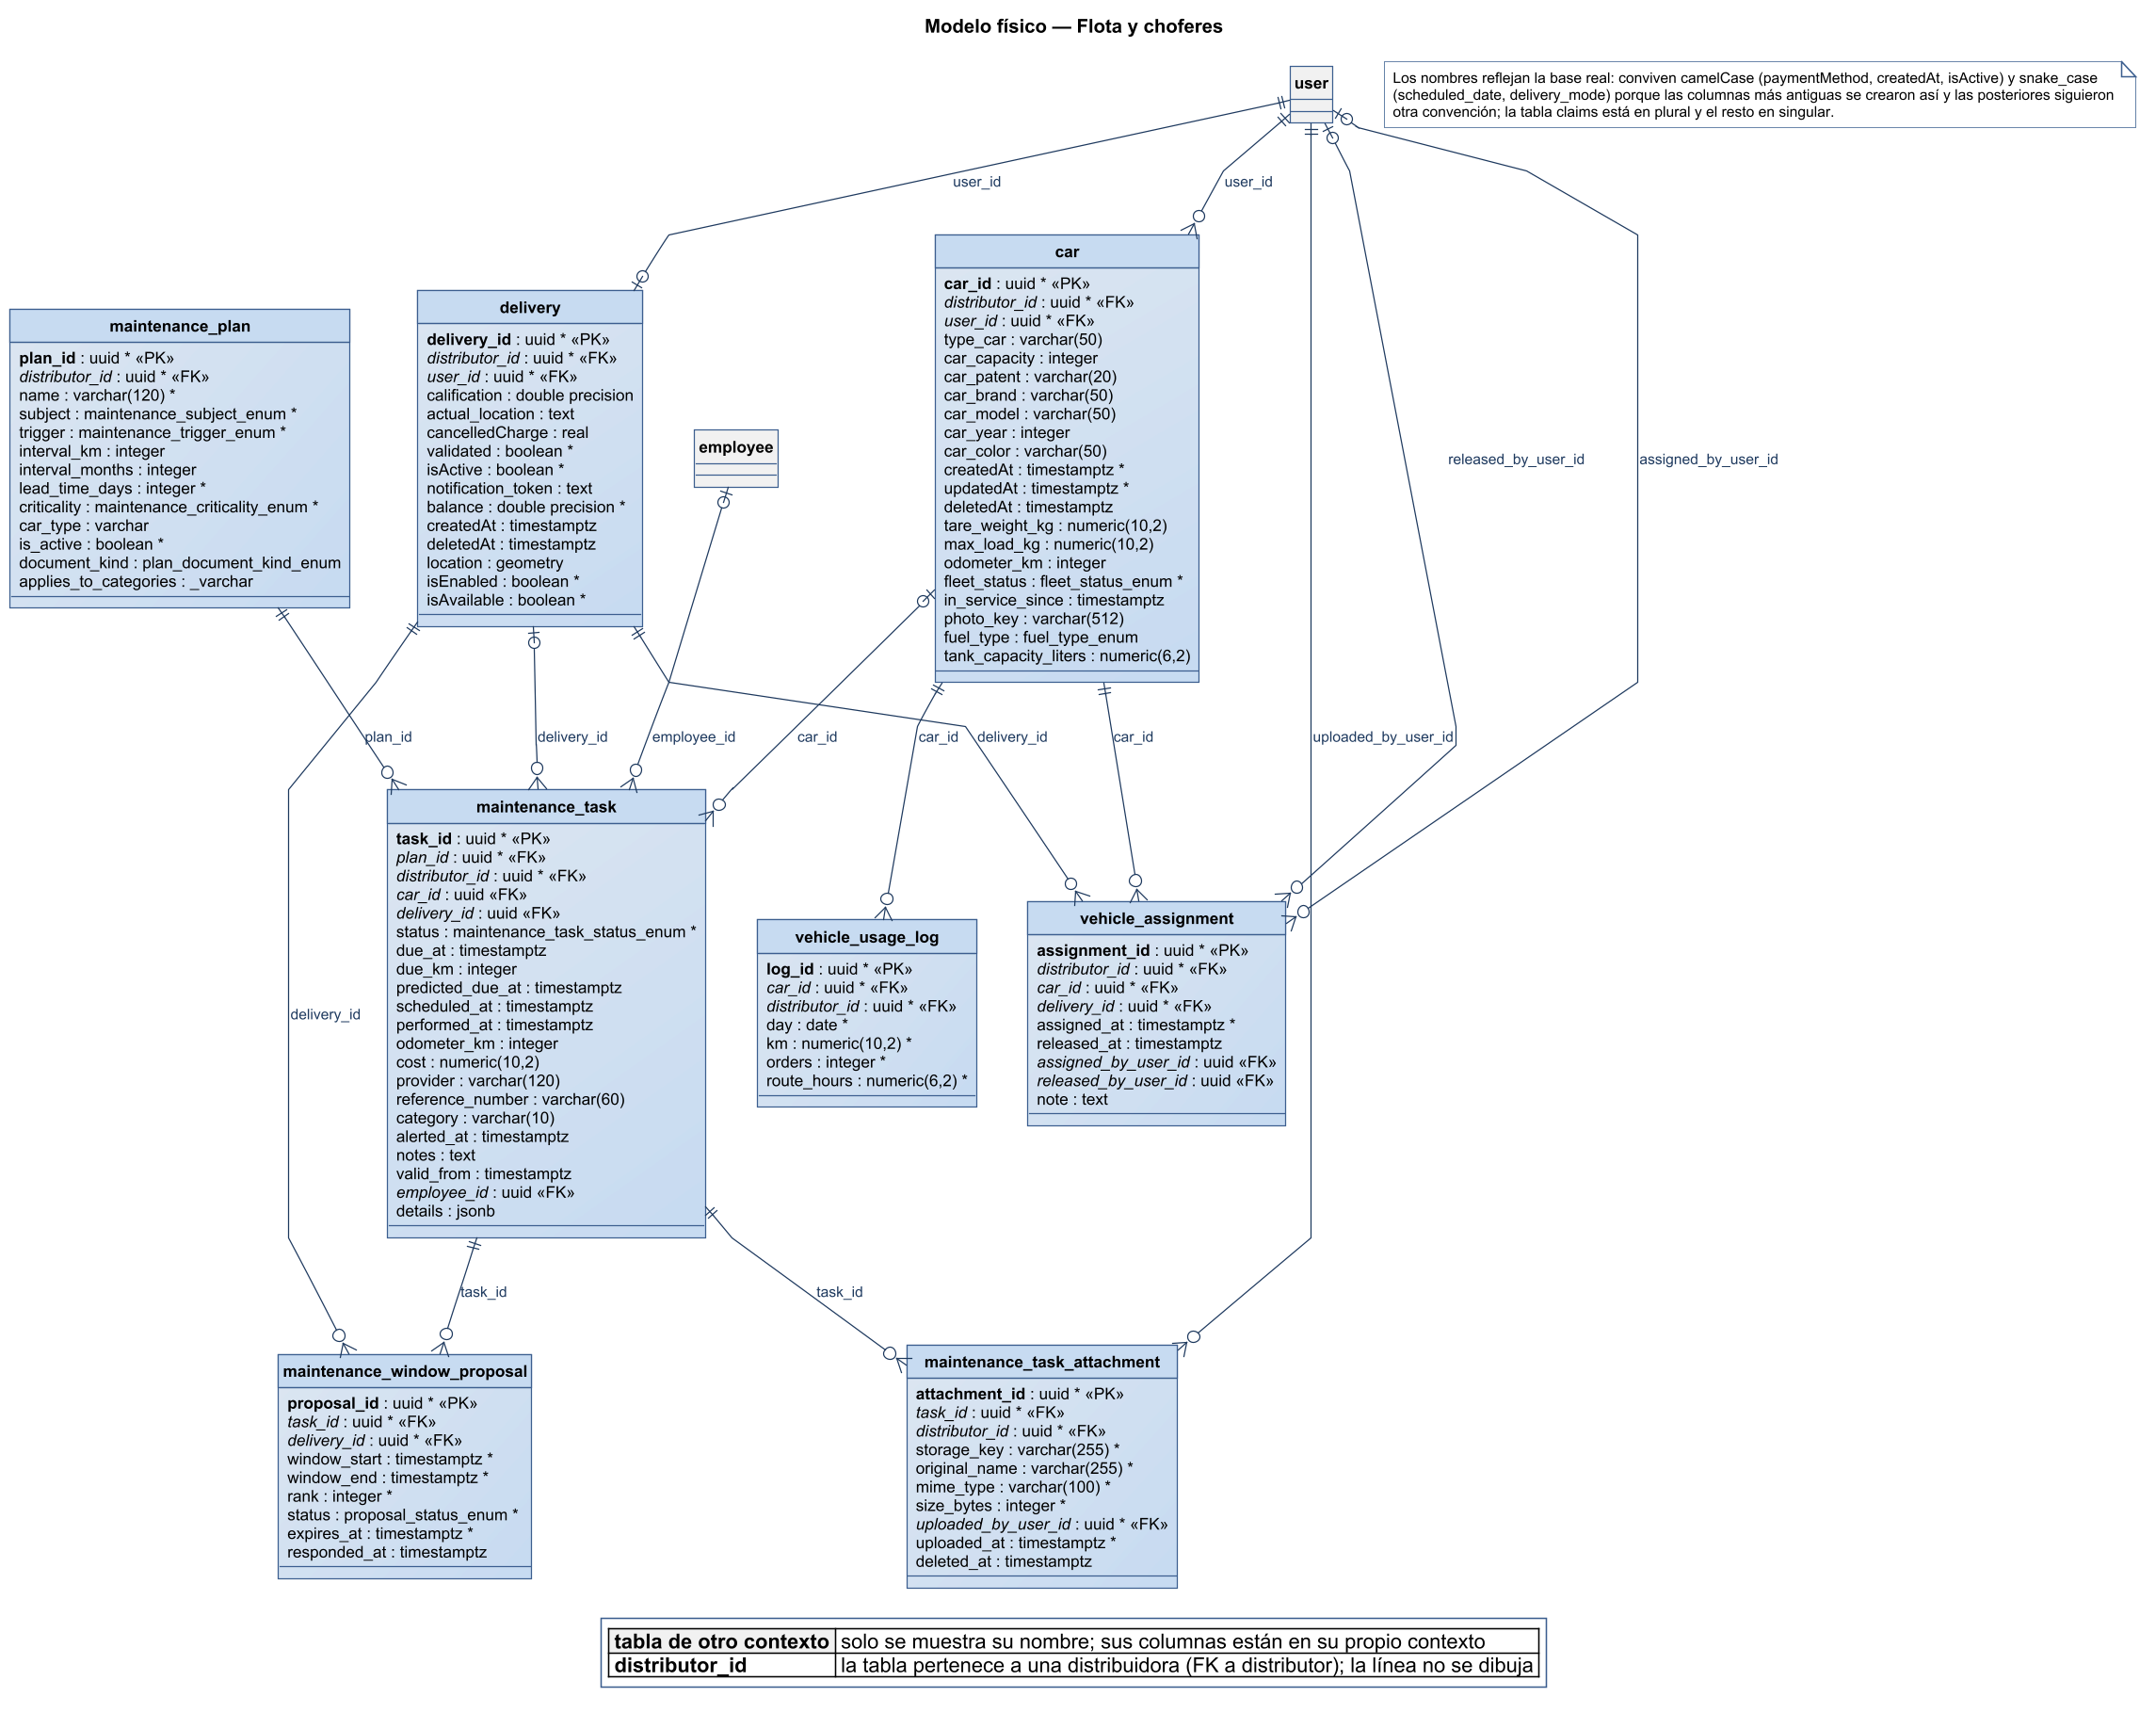 Modelo físico — Flota y choferes
user
Los nombres reflejan la base real: conviven camelCase (paymentMethod, createdAt, isActive) y snake_case
(scheduled_date, delivery_mode) porque las columnas más antiguas se crearon así y las posteriores siguieron
otra convención; la tabla claims está en plural y el resto en singular.
user_id
user_id
car
car_id : uuid * «PK»
distributor_id : uuid * «FK»
user_id : uuid * «FK»
type_car : varchar(50)
car_capacity : integer
car_patent : varchar(20)
car_brand : varchar(50)
car_model : varchar(50)
car_year : integer
car_color : varchar(50)
createdAt : timestamptz *
updatedAt : timestamptz *
deletedAt : timestamptz
tare_weight_kg : numeric(10,2)
max_load_kg : numeric(10,2)
odometer_km : integer
fleet_status : fleet_status_enum *
in_service_since : timestamptz
photo_key : varchar(512)
fuel_type : fuel_type_enum
tank_capacity_liters : numeric(6,2)
delivery
delivery_id : uuid * «PK»
distributor_id : uuid * «FK»
user_id : uuid * «FK»
calification : double precision
actual_location : text
cancelledCharge : real
validated : boolean *
isActive : boolean *
notification_token : text
balance : double precision *
createdAt : timestamptz
deletedAt : timestamptz
location : geometry
isEnabled : boolean *
isAvailable : boolean *
maintenance_plan
plan_id : uuid * «PK»
distributor_id : uuid * «FK»
name : varchar(120) *
subject : maintenance_subject_enum *
trigger : maintenance_trigger_enum *
interval_km : integer
interval_months : integer
lead_time_days : integer *
criticality : maintenance_criticality_enum *
car_type : varchar
is_active : boolean *
document_kind : plan_document_kind_enum
applies_to_categories : _varchar
employee
released_by_user_id
assigned_by_user_id
plan_id
delivery_id
employee_id
car_id
car_id
delivery_id
car_id
uploaded_by_user_id
maintenance_task
task_id : uuid * «PK»
plan_id : uuid * «FK»
distributor_id : uuid * «FK»
car_id : uuid «FK»
delivery_id : uuid «FK»
status : maintenance_task_status_enum *
due_at : timestamptz
due_km : integer
predicted_due_at : timestamptz
scheduled_at : timestamptz
performed_at : timestamptz
odometer_km : integer
cost : numeric(10,2)
provider : varchar(120)
reference_number : varchar(60)
category : varchar(10)
alerted_at : timestamptz
notes : text
valid_from : timestamptz
employee_id : uuid «FK»
details : jsonb
vehicle_usage_log
log_id : uuid * «PK»
car_id : uuid * «FK»
distributor_id : uuid * «FK»
day : date *
km : numeric(10,2) *
orders : integer *
route_hours : numeric(6,2) *
vehicle_assignment
assignment_id : uuid * «PK»
distributor_id : uuid * «FK»
car_id : uuid * «FK»
delivery_id : uuid * «FK»
assigned_at : timestamptz *
released_at : timestamptz
assigned_by_user_id : uuid «FK»
released_by_user_id : uuid «FK»
note : text
delivery_id
task_id
task_id
maintenance_window_proposal
proposal_id : uuid * «PK»
task_id : uuid * «FK»
delivery_id : uuid * «FK»
window_start : timestamptz *
window_end : timestamptz *
rank : integer *
status : proposal_status_enum *
expires_at : timestamptz *
responded_at : timestamptz
maintenance_task_attachment
attachment_id : uuid * «PK»
task_id : uuid * «FK»
distributor_id : uuid * «FK»
storage_key : varchar(255) *
original_name : varchar(255) *
mime_type : varchar(100) *
size_bytes : integer *
uploaded_by_user_id : uuid * «FK»
uploaded_at : timestamptz *
deleted_at : timestamptz
tabla de otro contexto solo se muestra su nombre; sus columnas están en su propio contexto
distributor_id la tabla pertenece a una distribuidora (FK a distributor); la línea no se dibuja